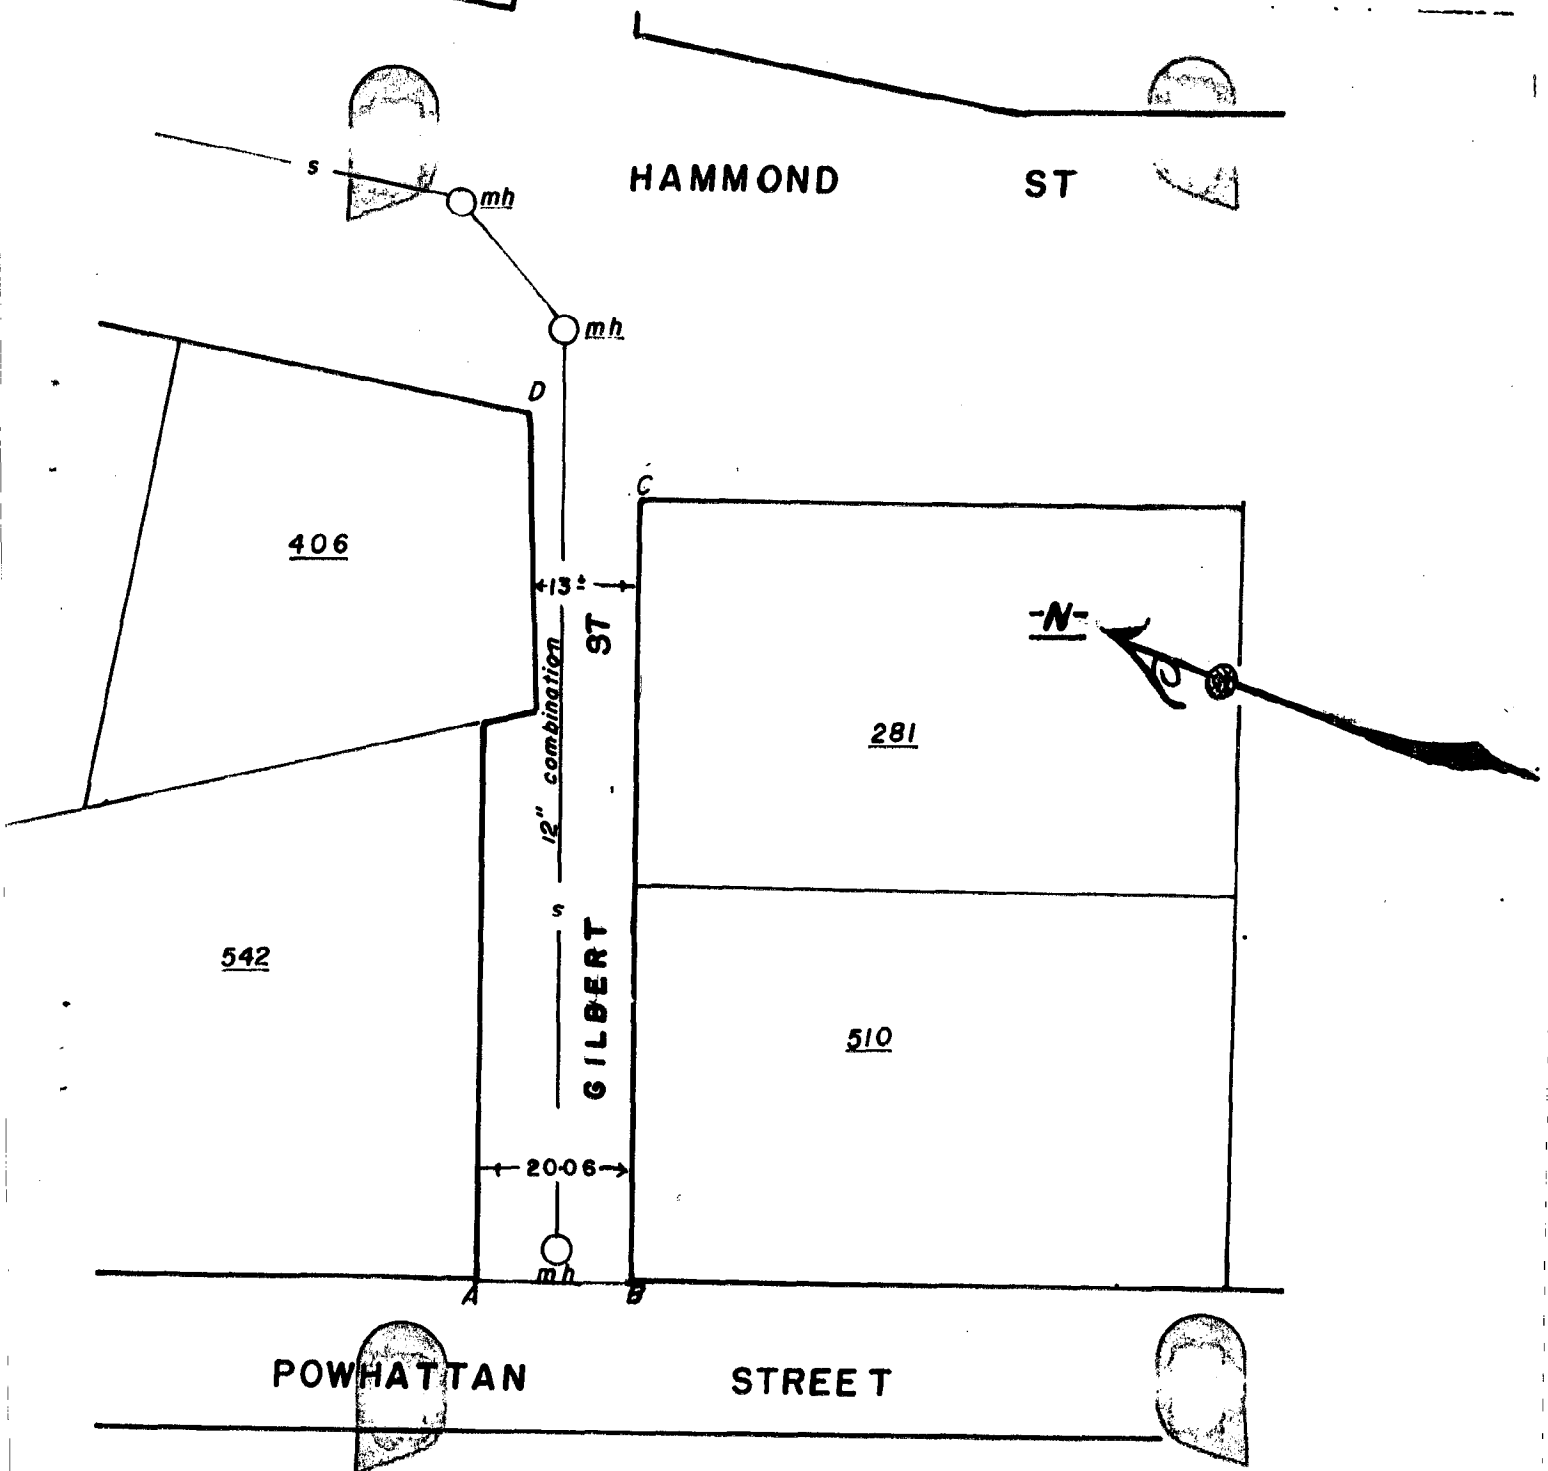 HAMMOND ST
s
mh
mh
D
C
406
13±
ST
-N-
12" combination
281
s
GILBERT
542
510
20.06
mh
A
B
POWHATTAN STREET